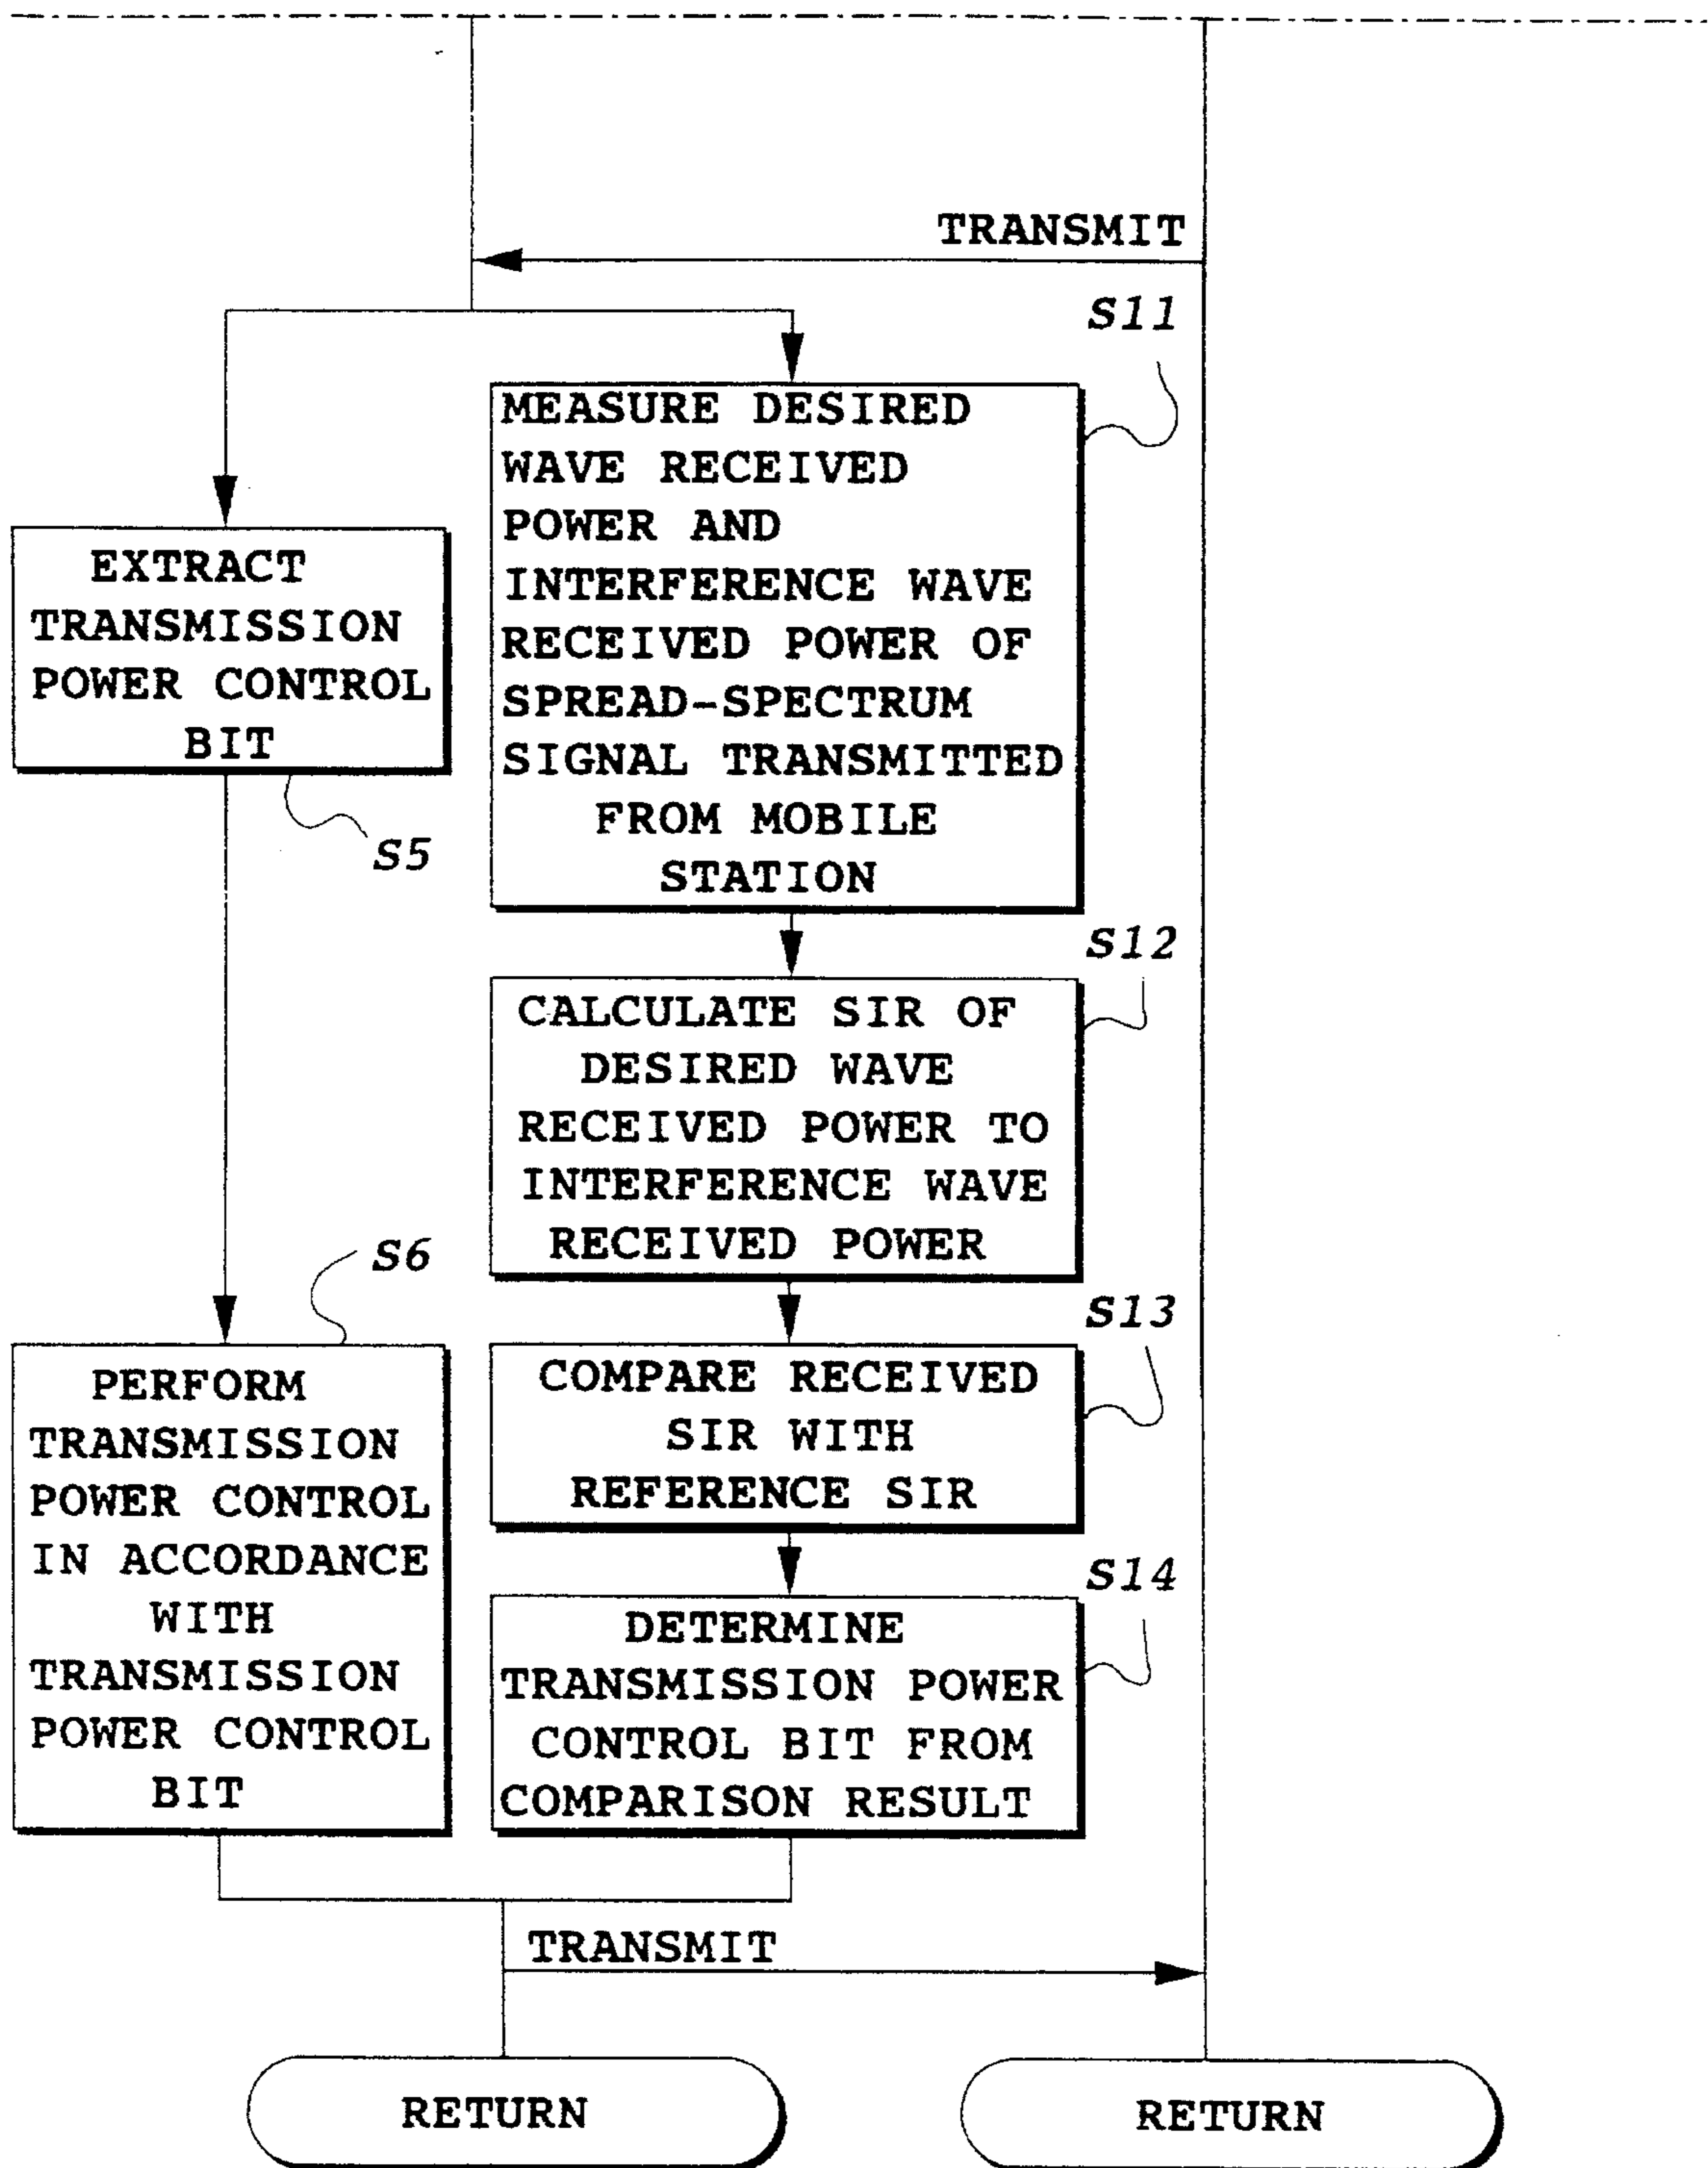 TRANSMIT
S11
MEASURE DESIRED
WAVE RECEIVED
POWER AND
INTERFERENCE WAVE
RECEIVED POWER OF
SPREAD-SPECTRUM
SIGNAL TRANSMITTED
FROM MOBILE
STATION
EXTRACT
TRANSMISSION
POWER CONTROL
BIT
S5
S12
CALCULATE SIR OF
DESIRED WAVE
RECEIVED POWER TO
INTERFERENCE WAVE
RECEIVED POWER
S6
S13
PERFORM
TRANSMISSION
POWER CONTROL
IN ACCORDANCE
WITH
TRANSMISSION
POWER CONTROL
BIT
COMPARE RECEIVED
SIR WITH
REFERENCE SIR
S14
DETERMINE
TRANSMISSION POWER
CONTROL BIT FROM
COMPARISON RESULT
TRANSMIT
RETURN
RETURN